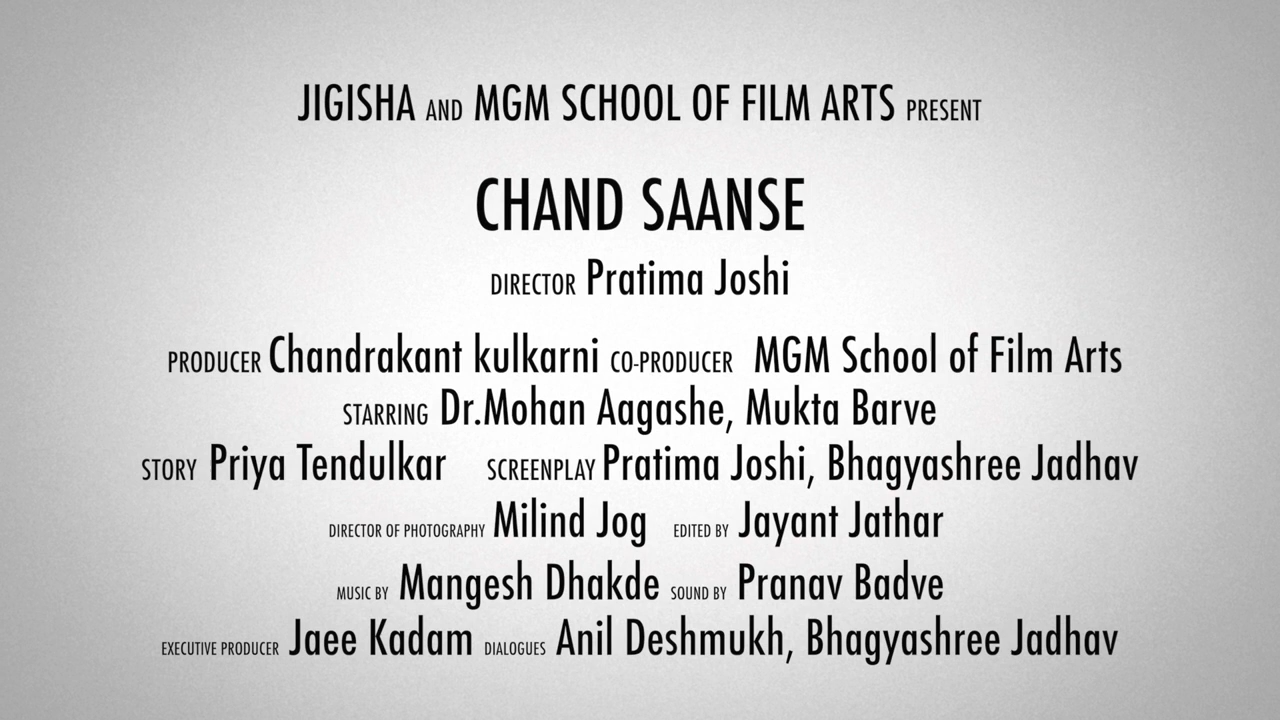 JIGISHA AND MGM SCHOOL OF FILM ARTS PRESENT
CHAND SAANSE
DIRECTOR Pratima Joshi
PRODUCER Chandrakant kulkarni CO-PRODUCER MGM School of Film Arts
STARRING Dr.Mohan Aagashe, Mukta Barve
STORY Priya Tendulkar SCREENPLAY Pratima Joshi, Bhagyashree Jadhav
DIRECTOR OF PHOTOGRAPHY Milind Jog EDITED BY Jayant Jathar
MUSIC BY Mangesh Dhakde SOUND BY Pranav Badve
EXECUTIVE PRODUCER Jaee Kadam DIALOGUES Anil Deshmukh, Bhagyashree Jadhav